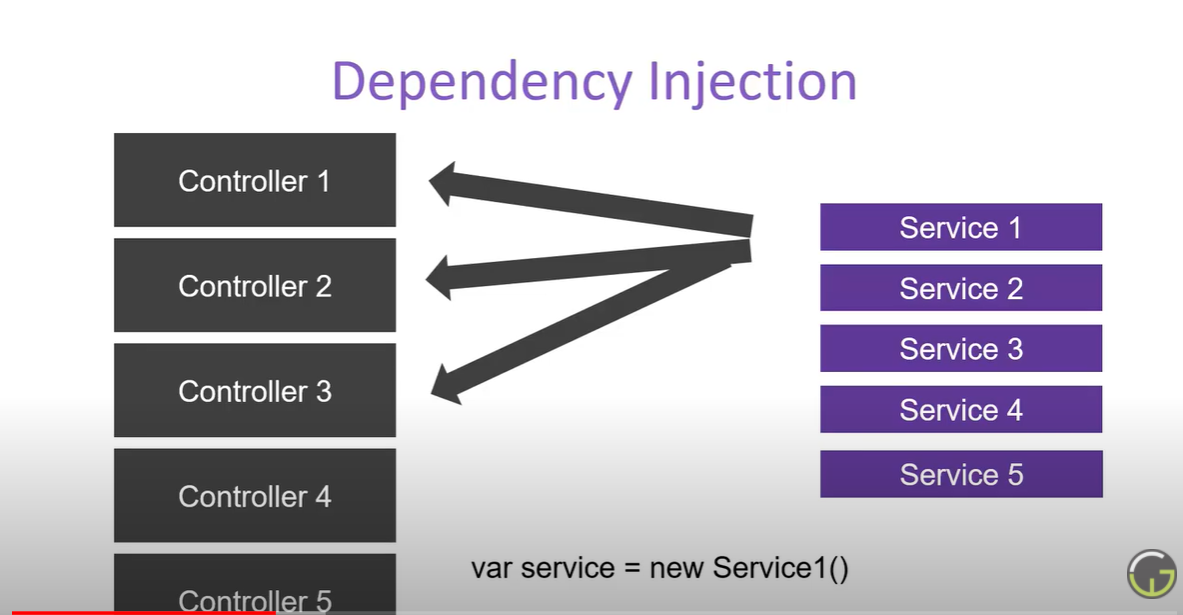 Dependency Injection
Controller 1
Controller 2
Controller 3
Controller 4
Controller 5
Service 1
Service 2
Service 3
Service 4
Service 5
var service = new Service1()